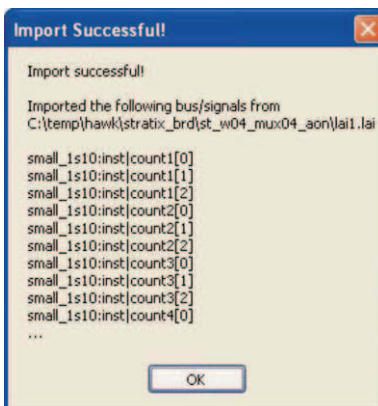 Import Successful!
Import successful!
Imported the following bus/signals from
C:\temp\hawk\stratix_brd\st_w04_mux04_aon\lai1.lai
small_1s10:inst|count1[0]
small_1s10:inst|count1[1]
small_1s10:inst|count1[2]
small_1s10:inst|count2[0]
small_1s10:inst|count2[1]
small_1s10:inst|count2[2]
small_1s10:inst|count3[0]
small_1s10:inst|count3[1]
small_1s10:inst|count3[2]
small_1s10:inst|count4[0]
...
OK